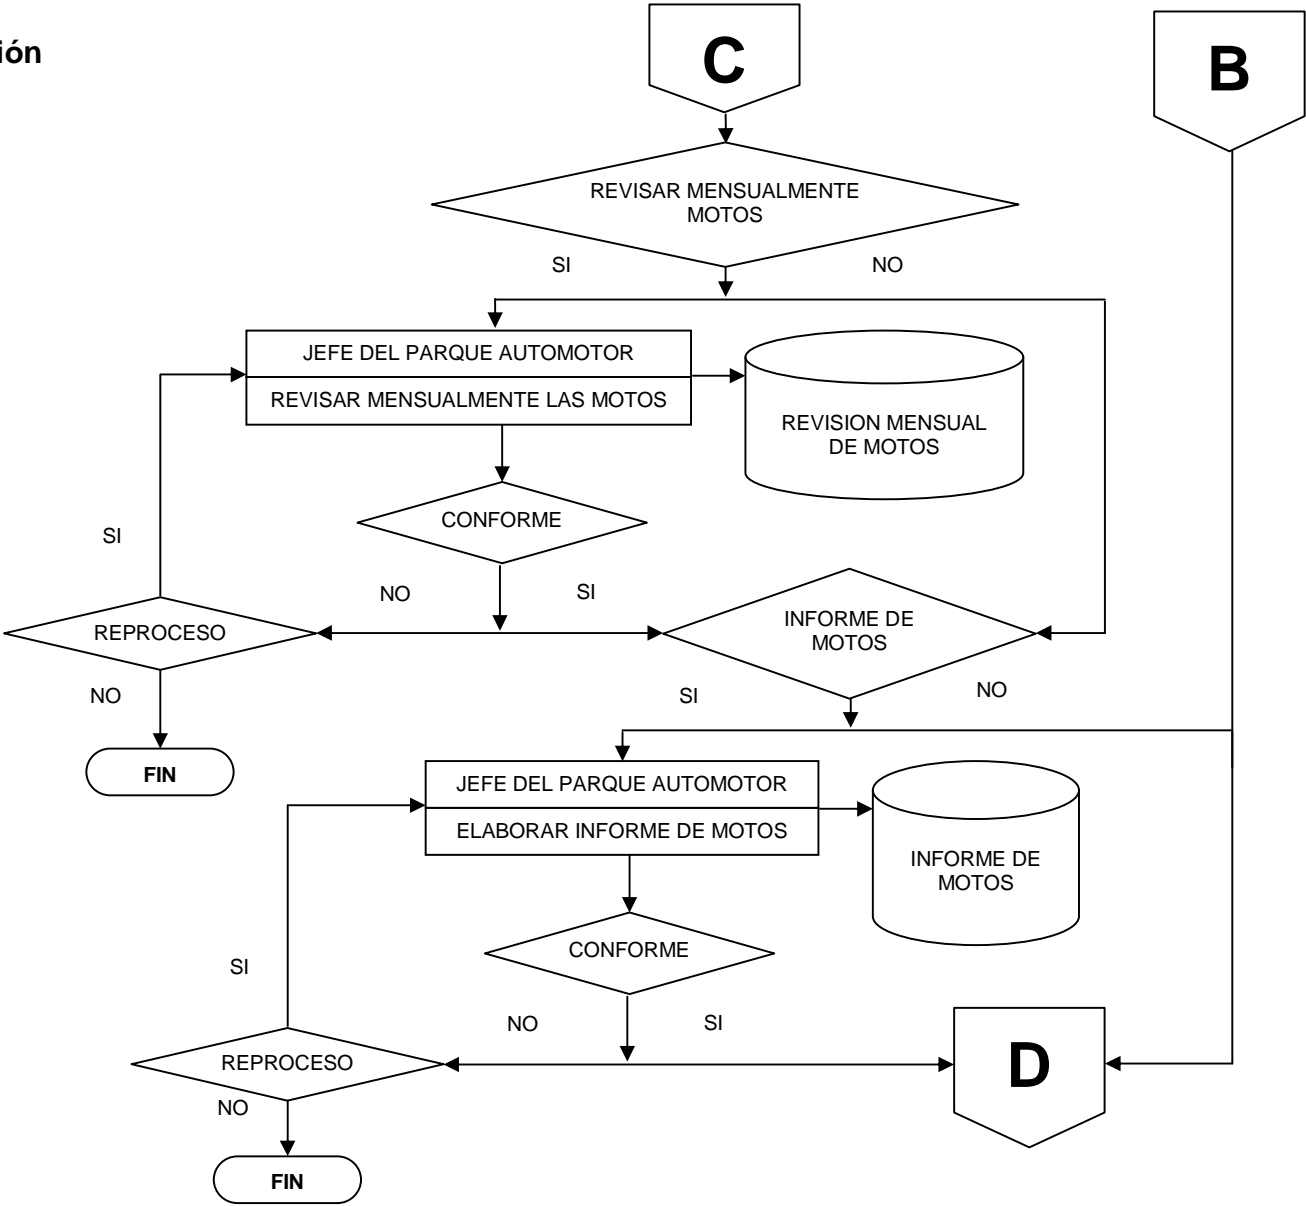 ión
C
B
REVISAR MENSUALMENTE
MOTOS
SI
NO
JEFE DEL PARQUE AUTOMOTOR
REVISAR MENSUALMENTE LAS MOTOS
REVISION MENSUAL
DE MOTOS
CONFORME
SI
NO
SI
REPROCESO
INFORME DE
MOTOS
NO
SI
NO
FIN
JEFE DEL PARQUE AUTOMOTOR
ELABORAR INFORME DE MOTOS
INFORME DE
MOTOS
CONFORME
SI
NO
SI
REPROCESO
D
NO
FIN